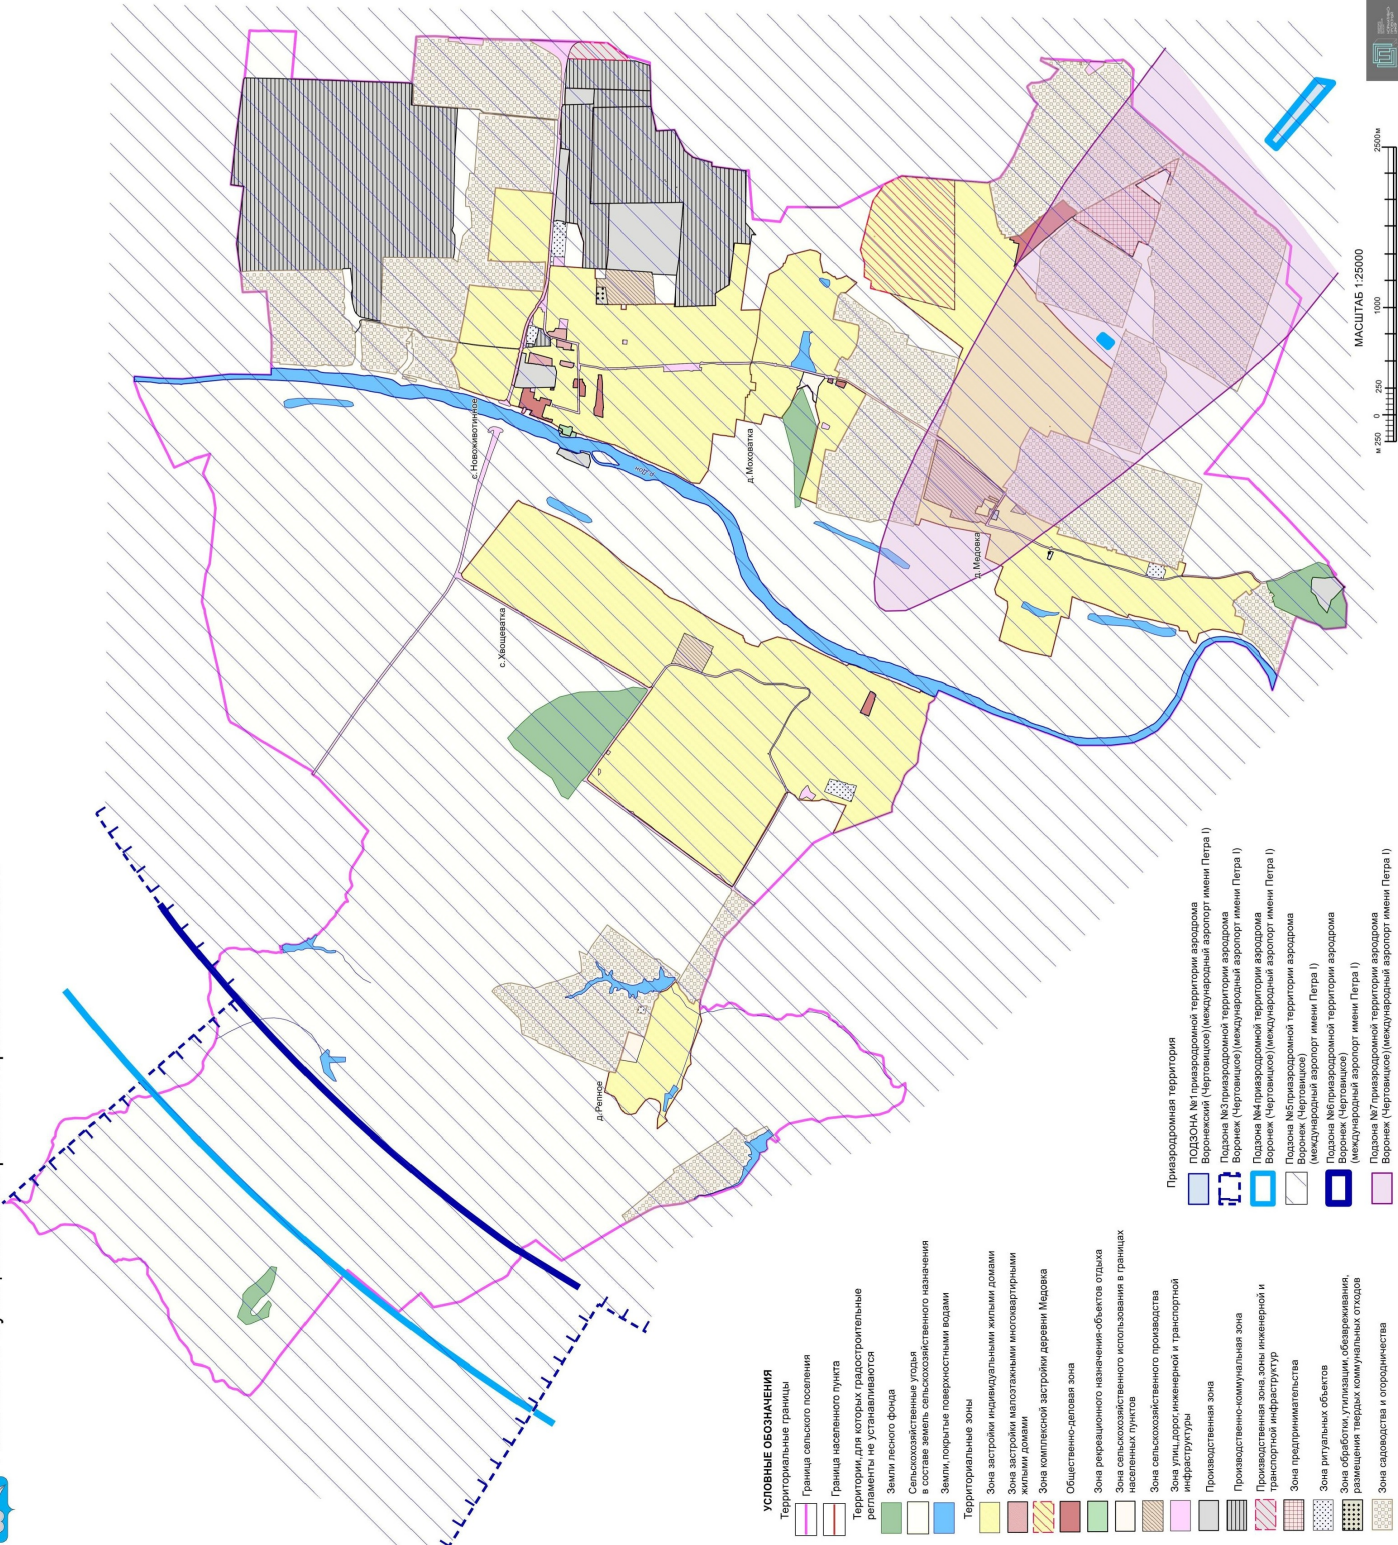 УСЛОВНЫЕ ОБОЗНАЧЕНИЯ
Территориальные границы
Граница сельского поселения
Граница населенного пункта
Территории, для которых градостроительные
регламенты не устанавливаются
Земли лесного фонда
Сельскохозяйственные угодья
в составе земель сельскохозяйственного назначения
Земли, покрытые поверхностными водами
Территориальные зоны
Зона застройки индивидуальными жилыми домами
Зона застройки малоэтажными многоквартирными
жилыми домами
Зона комплексной застройки деревни Медовка
Общественно-деловая зона
Зона рекреационного назначения-объектов отдыха
Зона сельскохозяйственного использования в границах
населенных пунктов
Зона сельскохозяйственного производства
Зона улиц, дорог, инженерной и транспортной
инфраструктуры
Производственная зона
Производственно-коммунальная зона
Производственная зона, зоны инженерной и
транспортной инфраструктур
Зона предпринимательства
Зона ритуальных объектов
Зона обработки, утилизации, обезвреживания,
размещения твердых коммунальных отходов
Зона садоводства и огородничества
Приаэродромная территория
ПОДЗОНА №1 приаэродромной территории аэродрома
Воронежский (Чертовицкое)(международный аэропорт имени Петра I)
Подзона №3 приаэродромной территории аэродрома
Воронеж (Чертовицкое)(международный аэропорт имени Петра I)
Подзона №4 приаэродромной территории аэродрома
Воронеж (Чертовицкое)(международный аэропорт имени Петра I)
Подзона №5 приаэродромной территории аэродрома
Воронеж (Чертовицкое)
(международный аэропорт имени Петра I)
Подзона №6 приаэродромной территории аэродрома
Воронеж (Чертовицкое)
(международный аэропорт имени Петра I)
Подзона №7 приаэродромной территории аэродрома
Воронеж (Чертовицкое)(международный аэропорт имени Петра I)
д. Репное
с. Хвощеватка
с. Новоживотинное
р. Дон
д. Моховатка
д. Медовка
МАСШТАБ 1:25000
м 250 0 250 1000 2500м